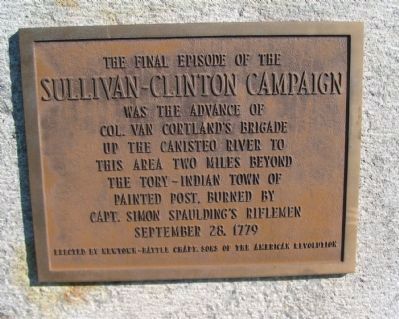 THE FINAL EPISODE OF THE
SULLIVAN-CLINTON CAMPAIGN
WAS THE ADVANCE OF
COL. VAN CORTLAND'S BRIGADE
UP THE CANISTEO RIVER TO
THIS AREA TWO MILES BEYOND
THE TORY-INDIAN TOWN OF
PAINTED POST, BURNED BY
CAPT. SIMON SPAULDING'S RIFLEMEN
SEPTEMBER 28, 1779
ERECTED BY NEWTOWN-BATTLE CHAPT. SONS OF THE AMERICAN REVOLUTION